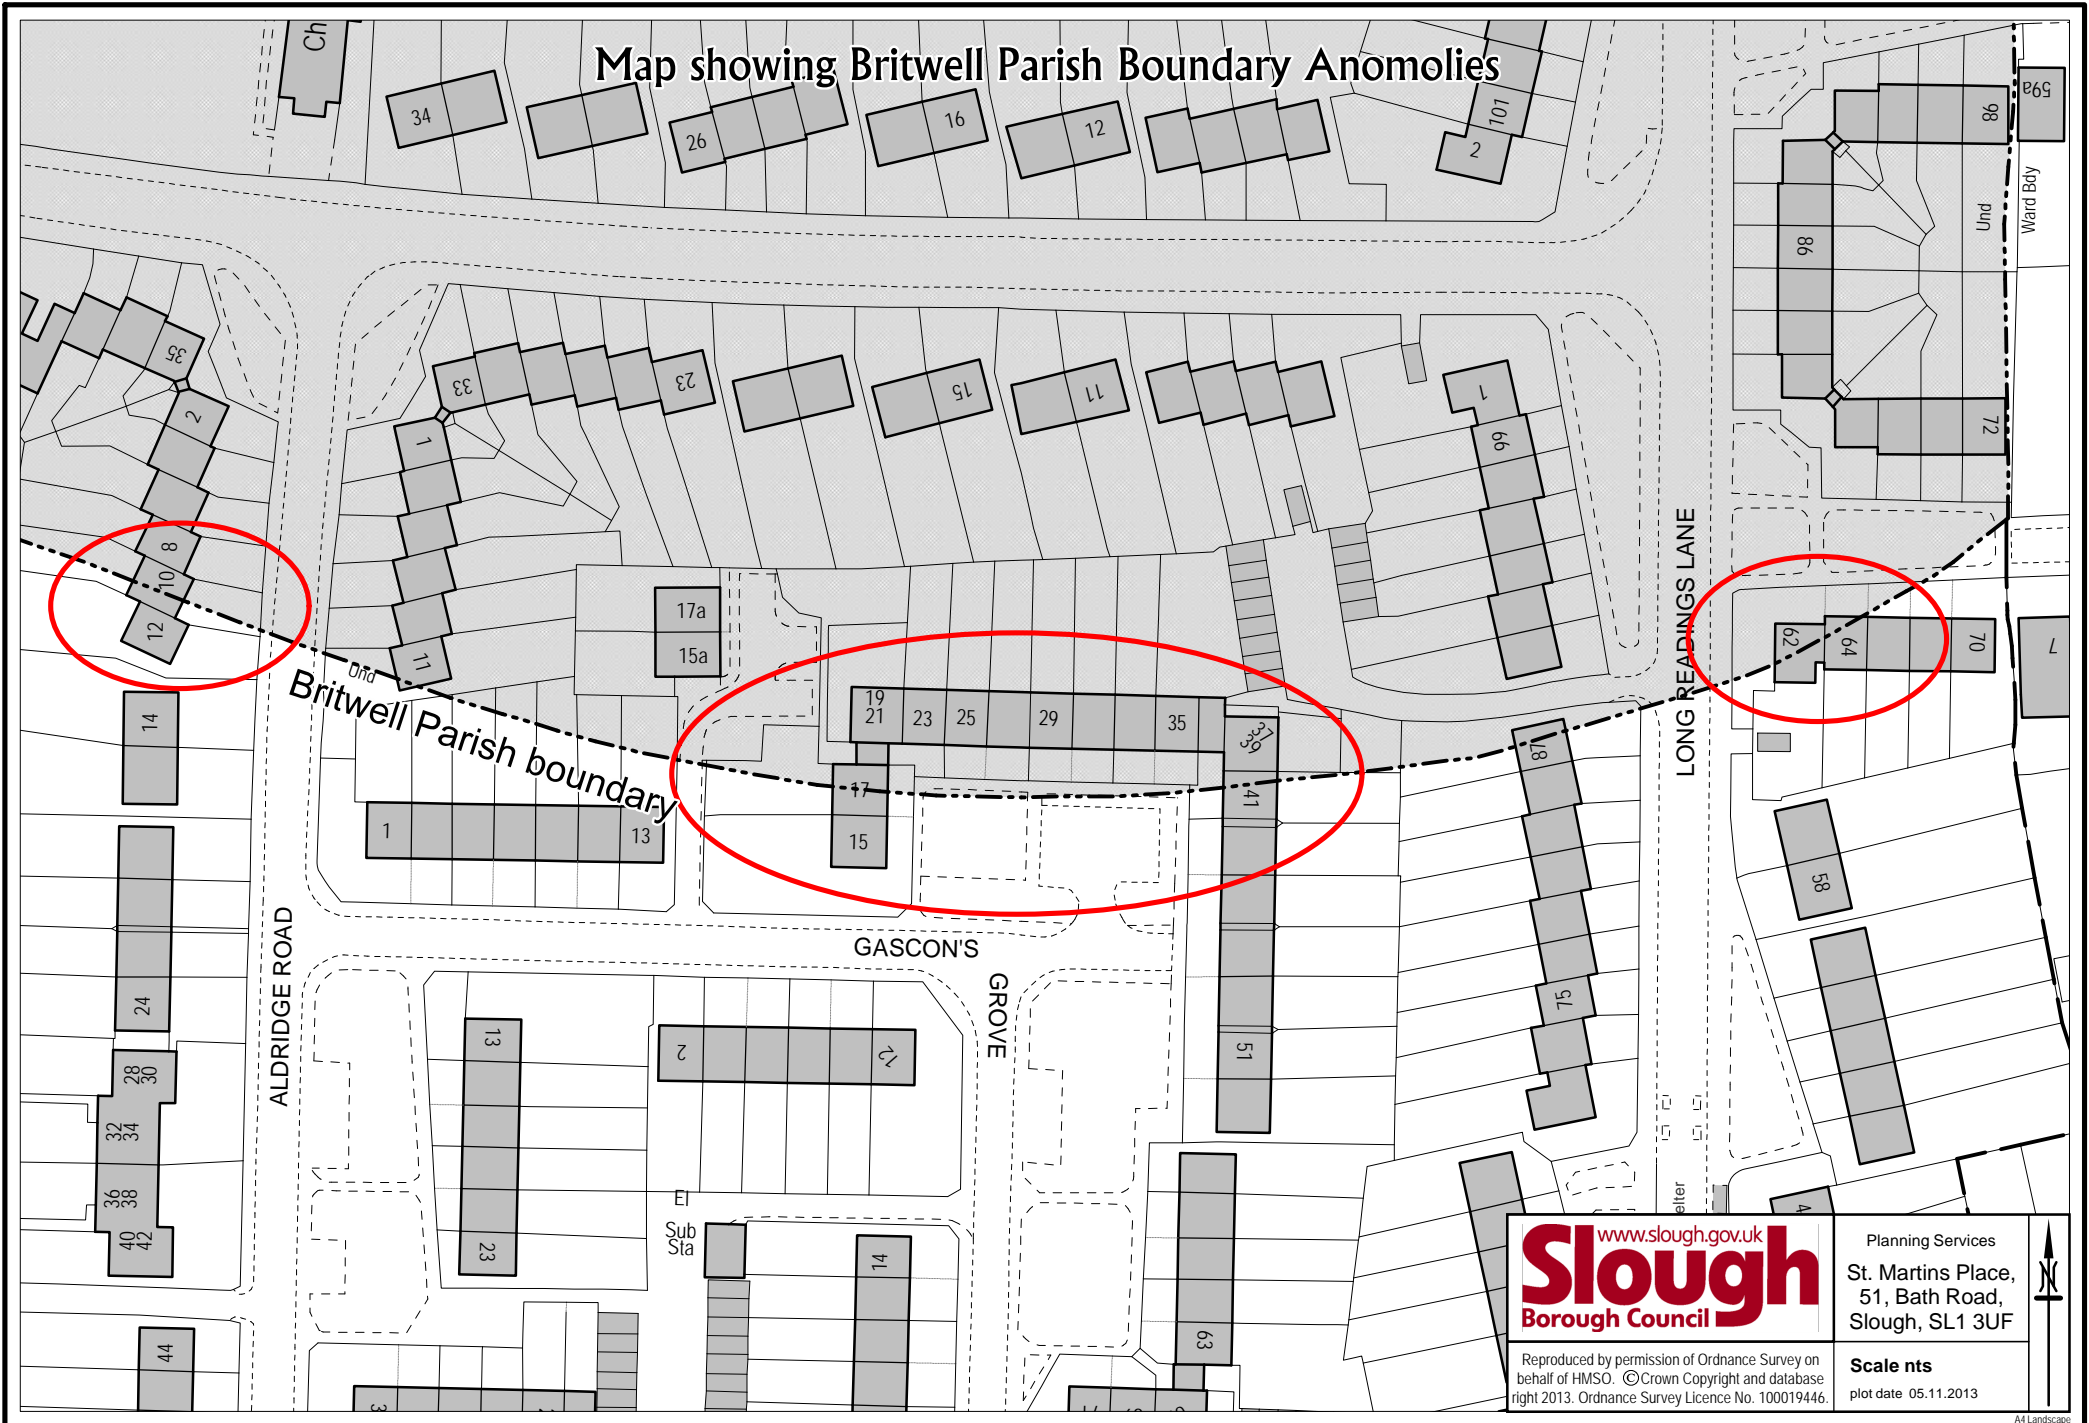 Map showing Britwell Parish Boundary Anomolies
Ch
34
26
16
12
101
2
98
59a
Und
Ward Bdy
86
72
35
2
8
10
12
33
23
15
11
1
99
1
11
17a
15a
Und
Britwell Parish boundary
19
21
23
25
29
35
37
39
41
17
15
62
64
70
7
LONG READINGS LANE
87
14
1
13
58
GASCON'S
GROVE
ALDRIDGE ROAD
24
13
2
12
75
51
28
30
32
34
36
38
40
42
23
El
Sub
Sta
14
63
44
elter
4
www.slough.gov.uk
Slough
Borough Council
Planning Services
St. Martins Place,
51, Bath Road,
Slough, SL1 3UF
N
Reproduced by permission of Ordnance Survey on
behalf of HMSO. ©Crown Copyright and database
right 2013. Ordnance Survey Licence No. 100019446.
Scale nts
plot date 05.11.2013
A4 Landscape